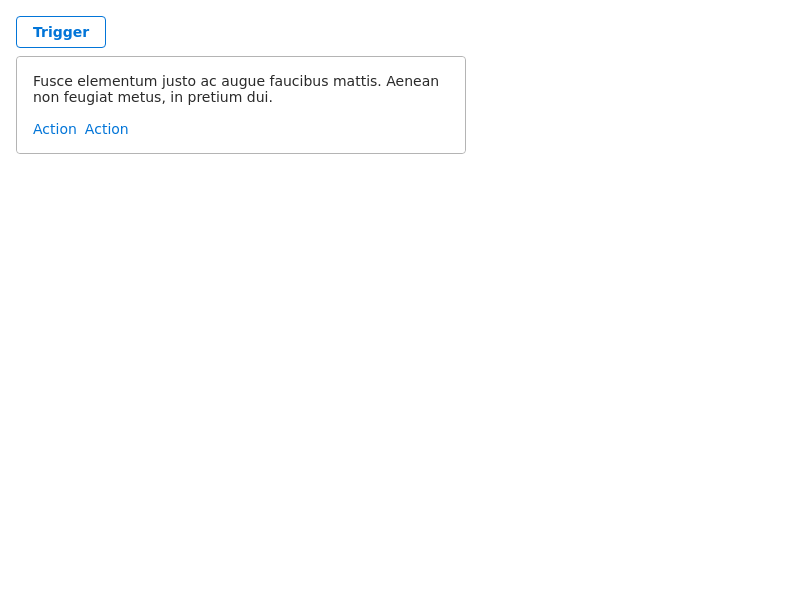 Trigger
Fusce elementum justo ac augue faucibus mattis. Aenean
non feugiat metus, in pretium dui.
Action Action